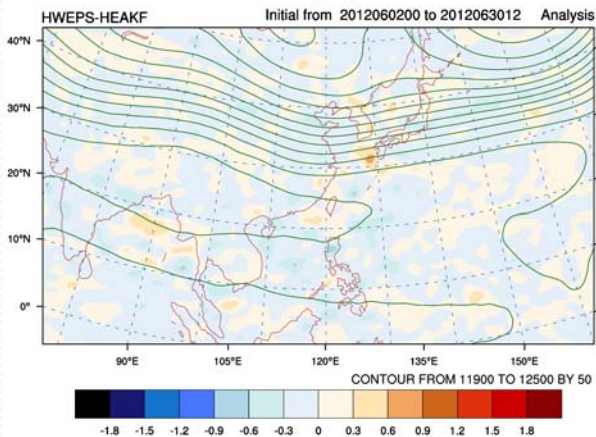 HWEPS-HEAKF Initial from 2012060200 to 2012063012 Analysis
40°N
30°N
20°N
10°N
0°
90°E 105°E 120°E 135°E 150°E
CONTOUR FROM 11900 TO 12500 BY 50
-1.8 -1.5 -1.2 -0.9 -0.6 -0.3 0 0.3 0.6 0.9 1.2 1.5 1.8